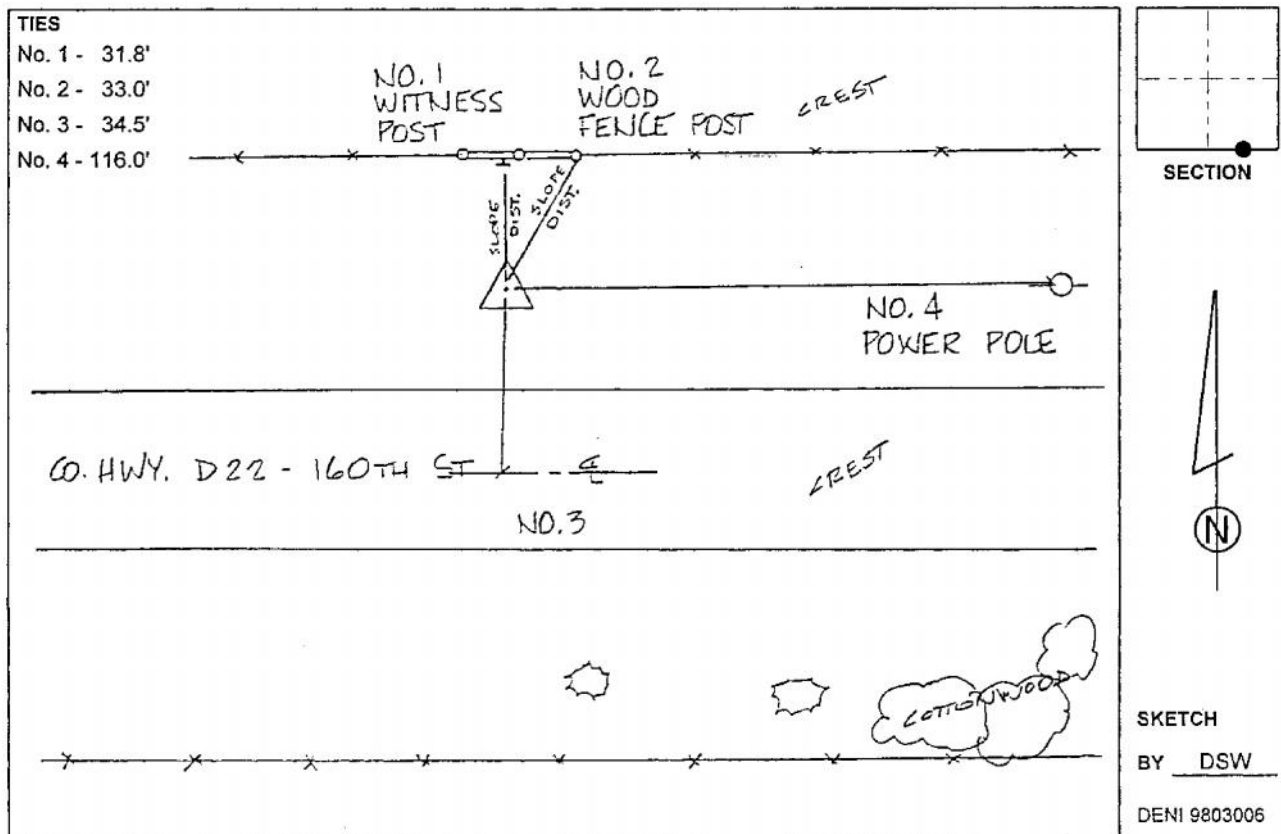 TIES
No. 1 - 31.8'
No. 2 - 33.0'
No. 3 - 34.5'
No. 4 - 116.0'
NO. 1
WITNESS
POST
NO. 2
WOOD
FENCE POST
CREST
SLOPE
DIST.
SLOPE
DIST.
NO. 4
POWER POLE
CO. HWY. D22 - 160TH ST
CL
CREST
NO. 3
COTTONWOOD
SECTION
N
SKETCH
BY DSW
DENI 9803006